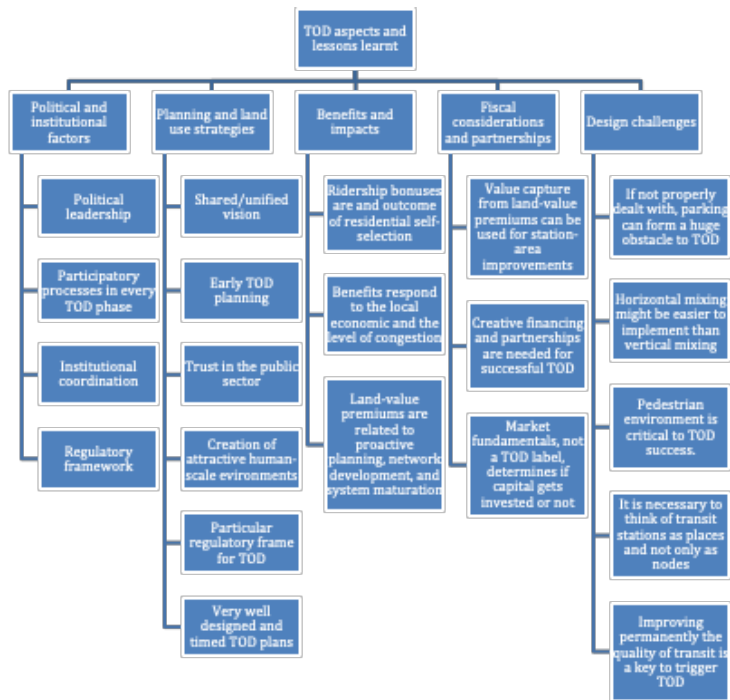 TOD aspects and
lessons learnt
Political and
institutional
factors
Planning and land
use strategies
Benefits and
impacts
Fiscal
considerations
and partnerships
Design challenges
Political
leadership
Participatory
processes in every
TOD phase
Institutional
coordination
Regulatory
framework
Shared/unified
vision
Early TOD
planning
Trust in the public
sector
Creation of
attractive human-
scale evironments
Particular
regulatory frame
for TOD
Very well
designed and
timed TOD plans
Ridership bonuses
are and outcome
of residential self-
selection
Benefits respond
to the local
economic and the
level of congestion
Land-value
premiums are
related to
proactive
planning, network
development, and
system maturation
Value capture
from land-value
premiums can be
used for station-
area
improvements
Creative financing
and partnerships
are needed for
successful TOD
Market
fundamentals, not
a TOD label,
determines if
capital gets
invested or not
If not properly
dealt with, parking
can form a huge
obstacle to TOD
Horizontal mixing
might be easier to
implement than
vertical mixing
Pedestrian
environment is
critical to TOD
success.
It is necessary to
think of transit
stations as places
and not only as
nodes
Improving
permanently the
quality of transit is
a key to trigger
TOD